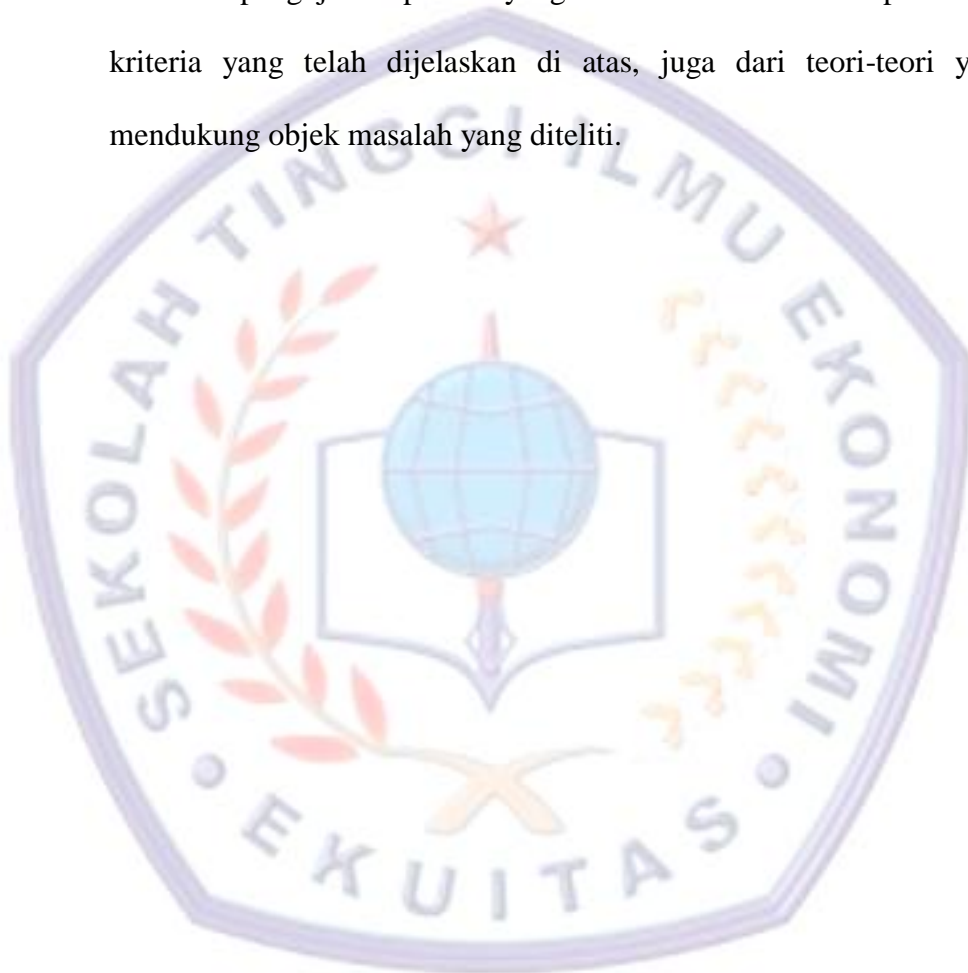 kriteria yang telah dijelaskan di atas, juga dari teori-teori
mendukung objek masalah yang diteliti.
SEKOLAH TINGGI ILMU EKONOMI
EKUITAS